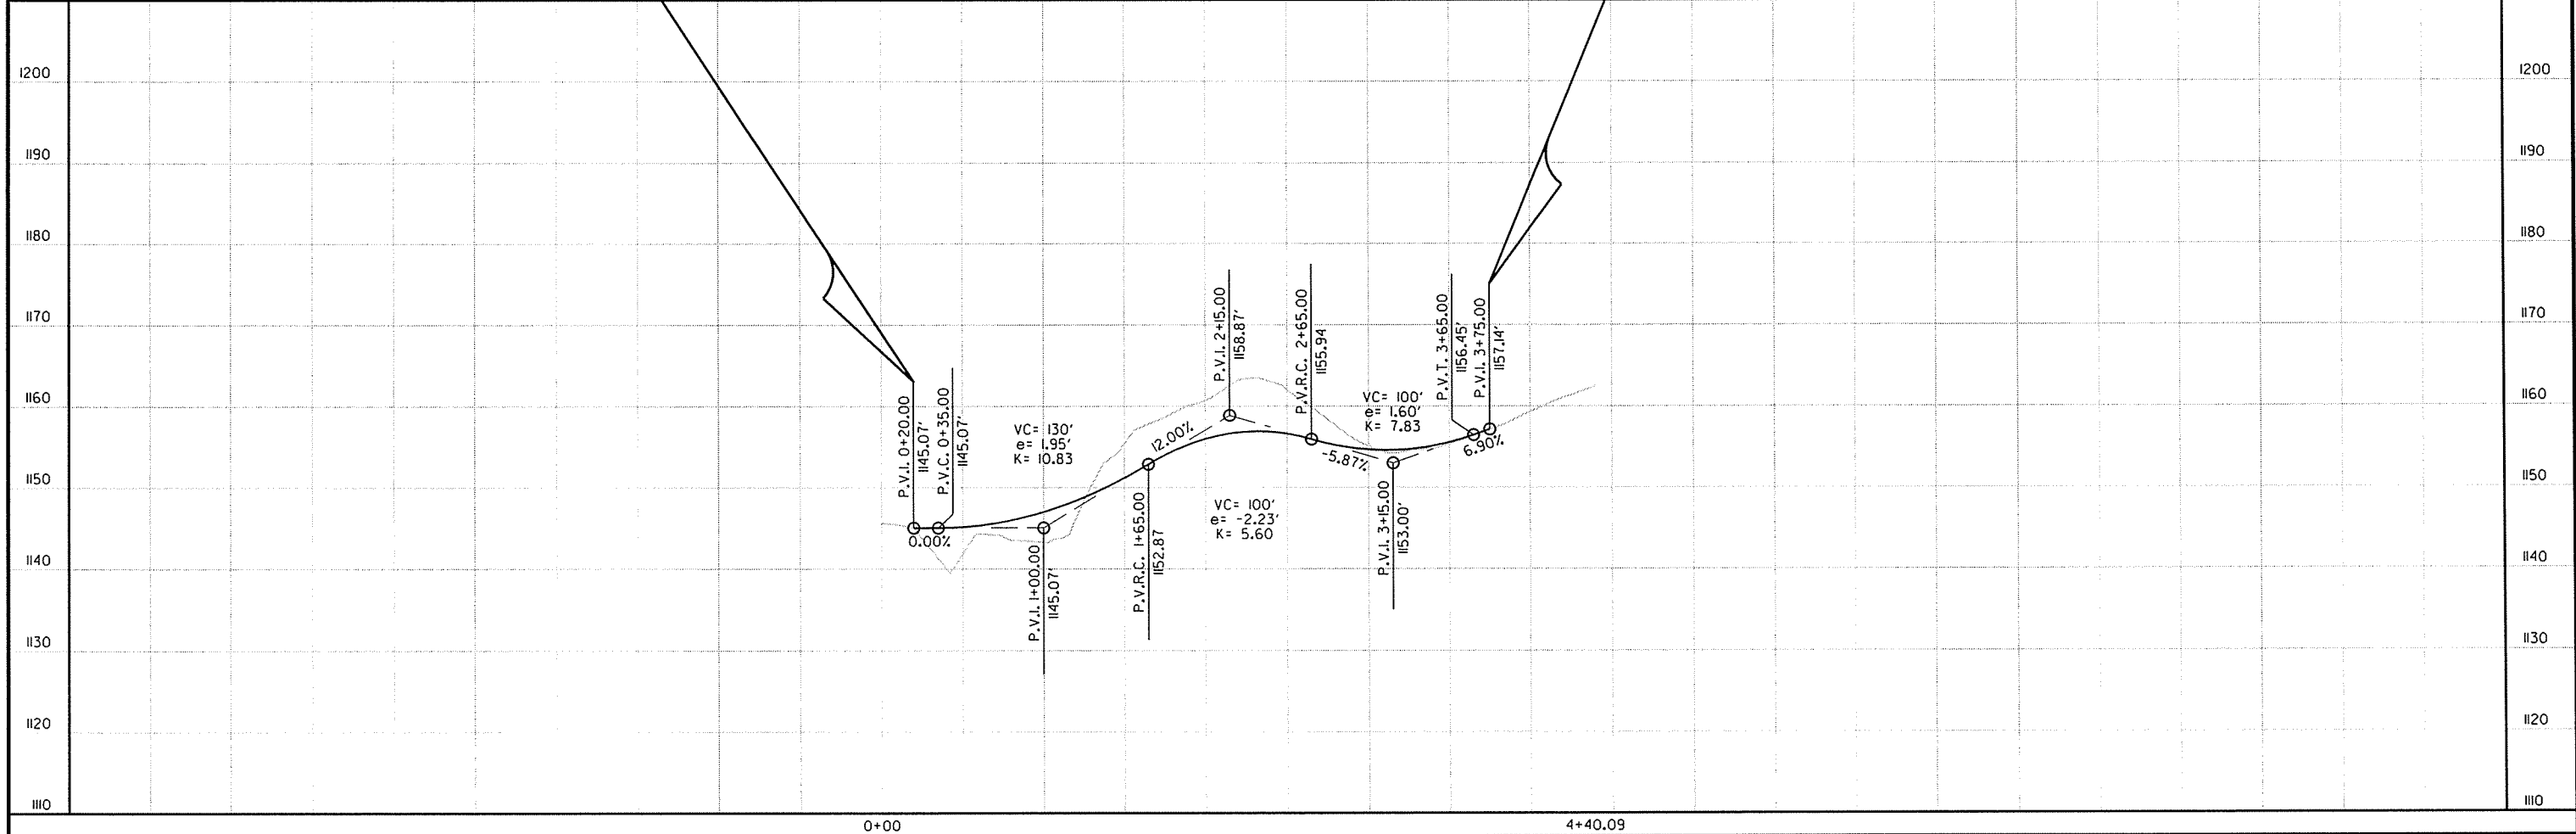 1200
1190
1180
1170
1160
1150
1140
1130
1120
1110
P.V.I. 0+20.00
1145.07'
P.V.C. 0+35.00
1145.07'
0.00%
VC= 130'
e= 1.95'
K= 10.83
P.V.I. 1+00.00
1145.07'
P.V.R.C. 1+65.00
1152.87
12.00%
P.V.I. 2+15.00
1158.87'
VC= 100'
e= -2.23'
K= 5.60
P.V.R.C. 2+65.00
1155.94
-5.87%
VC= 100'
e= 1.60'
K= 7.83
P.V.I. 3+15.00
1153.00'
P.V.T. 3+65.00
1156.45'
P.V.I. 3+75.00
1157.14'
6.90%
1200
1190
1180
1170
1160
1150
1140
1130
1120
1110
0+00
4+40.09